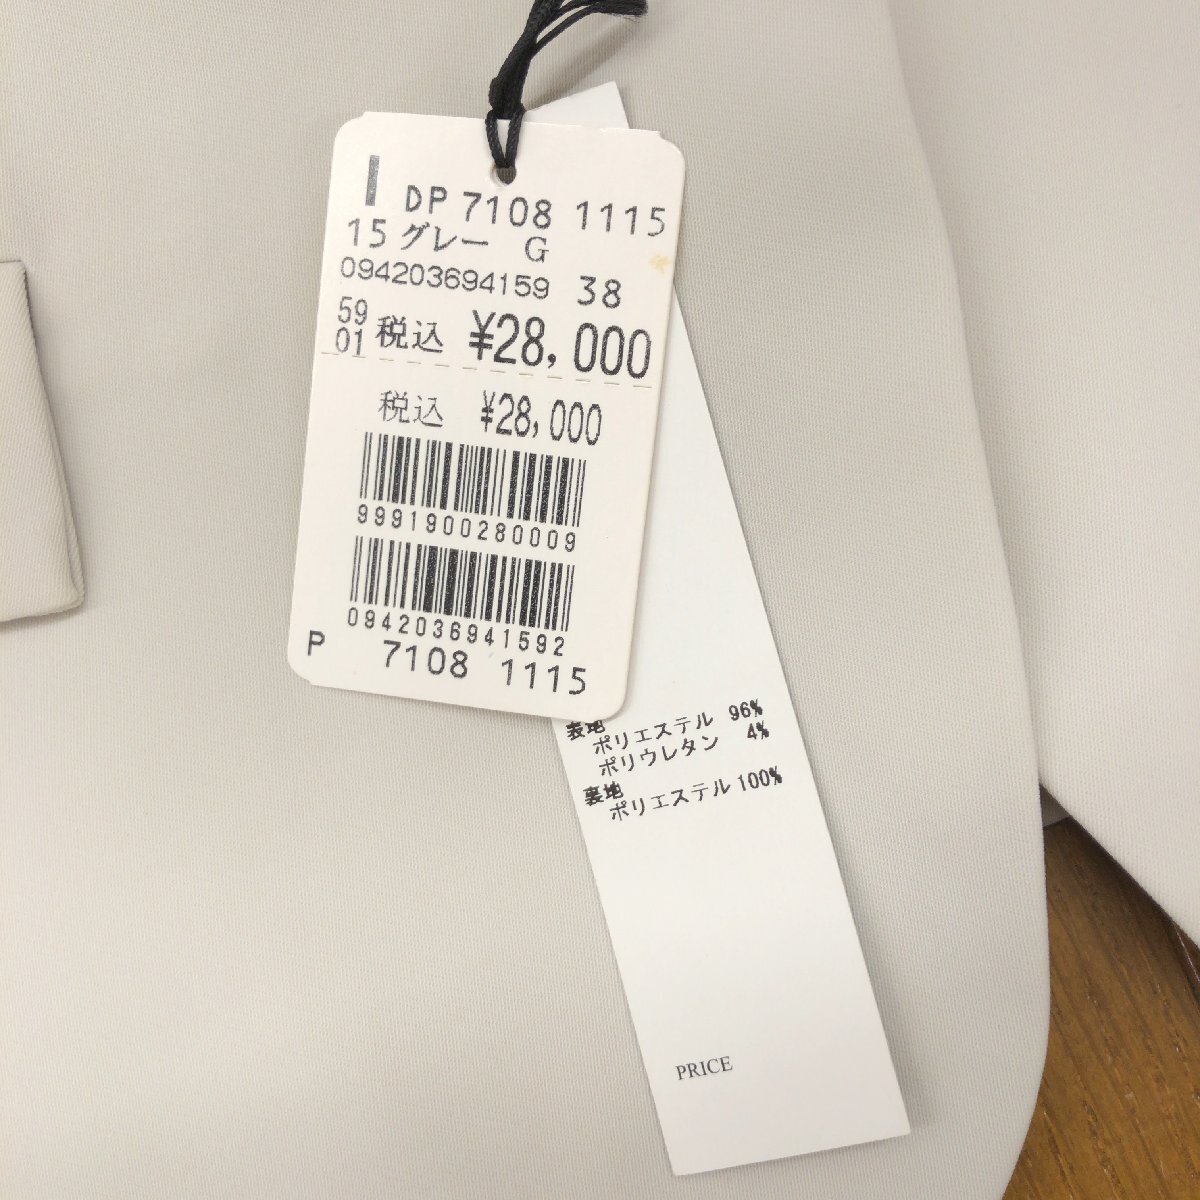 I DP 7108 1115
15 グレー G
094203694159 38
59
01 税込 ¥28,000
税込 ¥28,000
9991900280009
0942036941592
P 7108 1115
表地
ポリエステル 96%
ポリウレタン 4%
裏地
ポリエステル 100%
PRICE